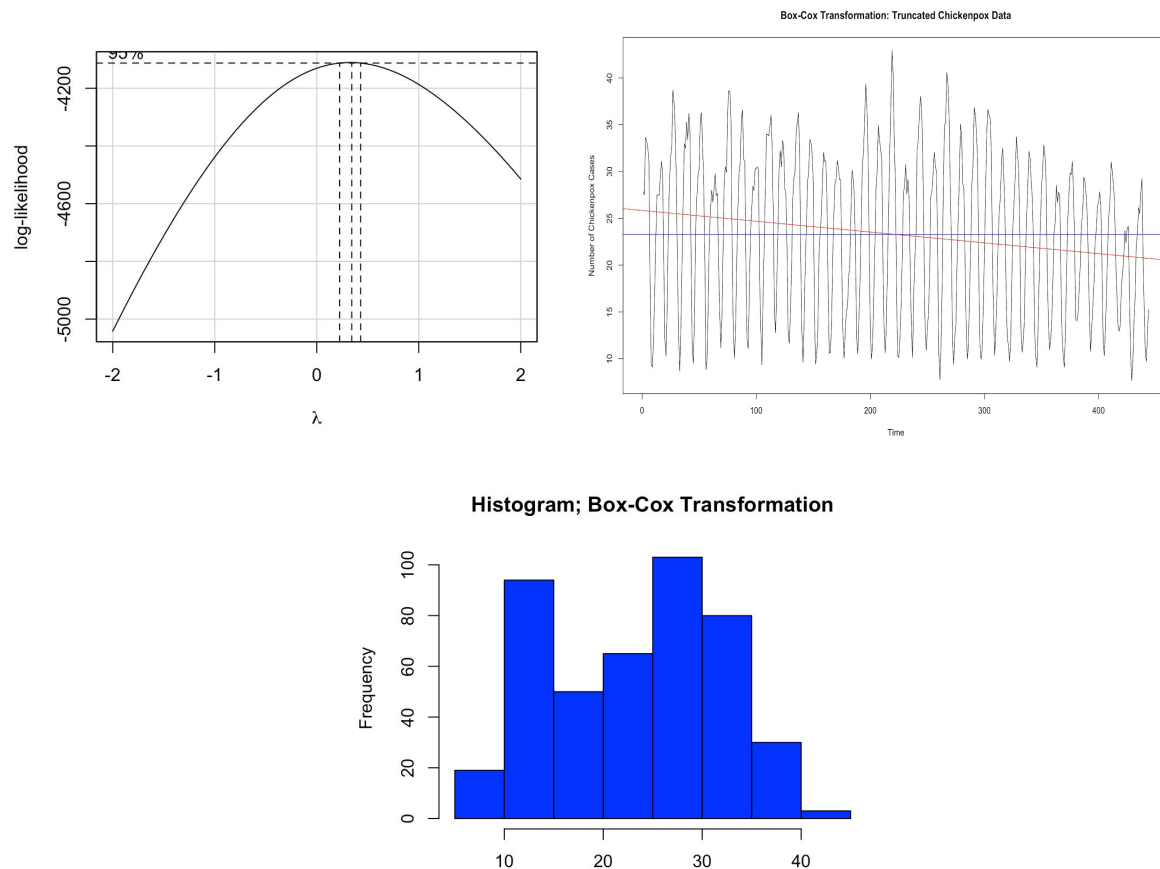 Box-Cox Transformation: Truncated Chickenpox Data
95%
log-likelihood
-4200
-4600
-5000
-2 -1 0 1 2
λ
Number of Chickenpox Cases
40
35
30
25
20
15
10
0 100 200 300 400
Time
Histogram; Box-Cox Transformation
Frequency
100
80
60
40
20
0
10 20 30 40